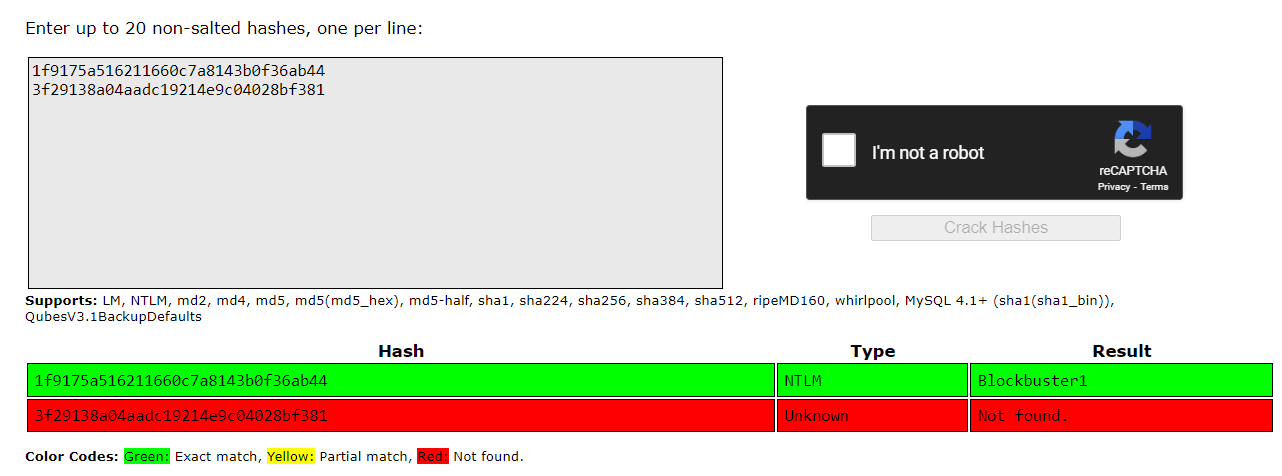 Enter up to 20 non-salted hashes, one per line:
1f9175a516211660c7a8143b0f36ab44
3f29138a04aadc19214e9c04028bf381
I'm not a robot
reCAPTCHA
Privacy - Terms
Crack Hashes
Supports: LM, NTLM, md2, md4, md5, md5(md5_hex), md5-half, sha1, sha224, sha256, sha384, sha512, ripeMD160, whirlpool, MySQL 4.1+ (sha1(sha1_bin)),
QubesV3.1BackupDefaults
Hash Type Result
1f9175a516211660c7a8143b0f36ab44 NTLM Blockbuster1
3f29138a04aadc19214e9c04028bf381 Unknown Not found.
Color Codes: Green: Exact match, Yellow: Partial match, Red: Not found.